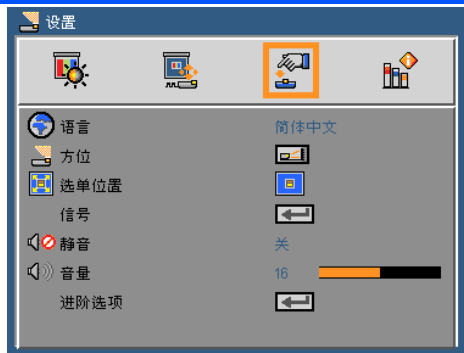 设置
语言 简体中文
方位
选单位置
信号
静音 关
音量 16
进阶选项